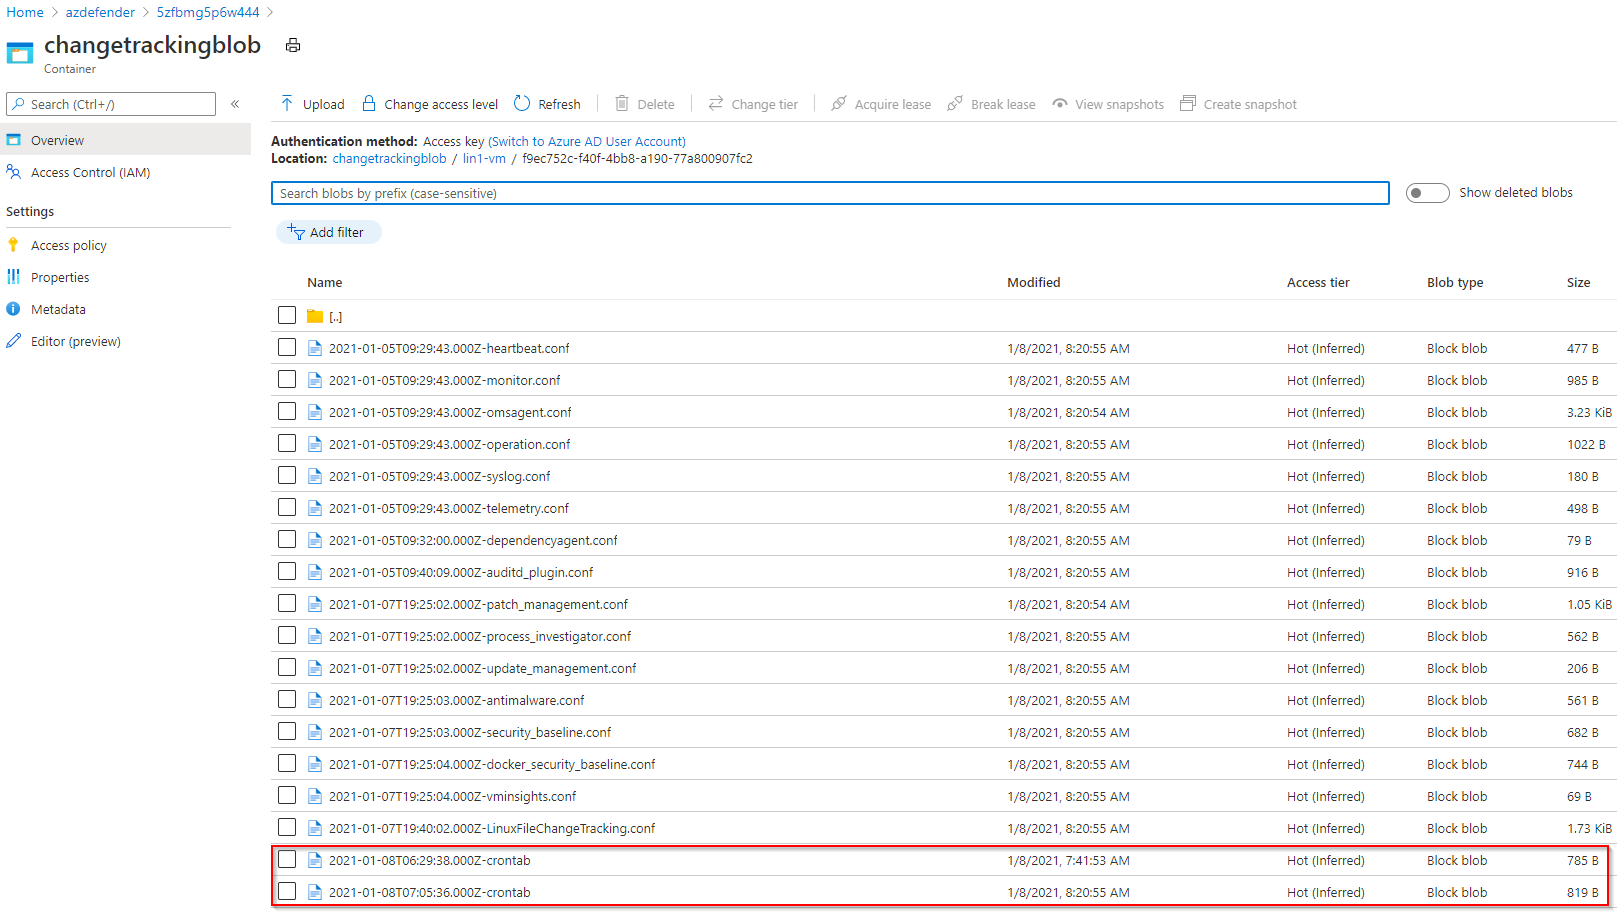 Home > azdefender > 5zfbmg5p6w444 >
changetrackingblob
Container
Search (Ctrl+/)
«
Upload Change access level Refresh Delete Change tier Acquire lease Break lease View snapshots Create snapshot
Overview
Access Control (IAM)
Settings
Access policy
Properties
Metadata
Editor (preview)
Authentication method: Access key (Switch to Azure AD User Account)
Location: changetrackingblob / lin1-vm / f9ec752c-f40f-4bb8-a190-77a800907fc2
Search blobs by prefix (case-sensitive)
Show deleted blobs
Add filter
Name Modified Access tier Blob type Size
[..]
2021-01-05T09:29:43.000Z-heartbeat.conf 1/8/2021, 8:20:55 AM Hot (Inferred) Block blob 477 B
2021-01-05T09:29:43.000Z-monitor.conf 1/8/2021, 8:20:55 AM Hot (Inferred) Block blob 985 B
2021-01-05T09:29:43.000Z-omsagent.conf 1/8/2021, 8:20:54 AM Hot (Inferred) Block blob 3.23 KiB
2021-01-05T09:29:43.000Z-operation.conf 1/8/2021, 8:20:55 AM Hot (Inferred) Block blob 1022 B
2021-01-05T09:29:43.000Z-syslog.conf 1/8/2021, 8:20:55 AM Hot (Inferred) Block blob 180 B
2021-01-05T09:29:43.000Z-telemetry.conf 1/8/2021, 8:20:55 AM Hot (Inferred) Block blob 498 B
2021-01-05T09:32:00.000Z-dependencyagent.conf 1/8/2021, 8:20:55 AM Hot (Inferred) Block blob 79 B
2021-01-05T09:40:09.000Z-auditd_plugin.conf 1/8/2021, 8:20:55 AM Hot (Inferred) Block blob 916 B
2021-01-07T19:25:02.000Z-patch_management.conf 1/8/2021, 8:20:54 AM Hot (Inferred) Block blob 1.05 KiB
2021-01-07T19:25:02.000Z-process_investigator.conf 1/8/2021, 8:20:55 AM Hot (Inferred) Block blob 562 B
2021-01-07T19:25:02.000Z-update_management.conf 1/8/2021, 8:20:55 AM Hot (Inferred) Block blob 206 B
2021-01-07T19:25:03.000Z-antimalware.conf 1/8/2021, 8:20:55 AM Hot (Inferred) Block blob 561 B
2021-01-07T19:25:03.000Z-security_baseline.conf 1/8/2021, 8:20:55 AM Hot (Inferred) Block blob 682 B
2021-01-07T19:25:04.000Z-docker_security_baseline.conf 1/8/2021, 8:20:55 AM Hot (Inferred) Block blob 744 B
2021-01-07T19:25:04.000Z-vminsights.conf 1/8/2021, 8:20:55 AM Hot (Inferred) Block blob 69 B
2021-01-07T19:40:02.000Z-LinuxFileChangeTracking.conf 1/8/2021, 8:20:55 AM Hot (Inferred) Block blob 1.73 KiB
2021-01-08T06:29:38.000Z-crontab 1/8/2021, 7:41:53 AM Hot (Inferred) Block blob 785 B
2021-01-08T07:05:36.000Z-crontab 1/8/2021, 8:20:55 AM Hot (Inferred) Block blob 819 B